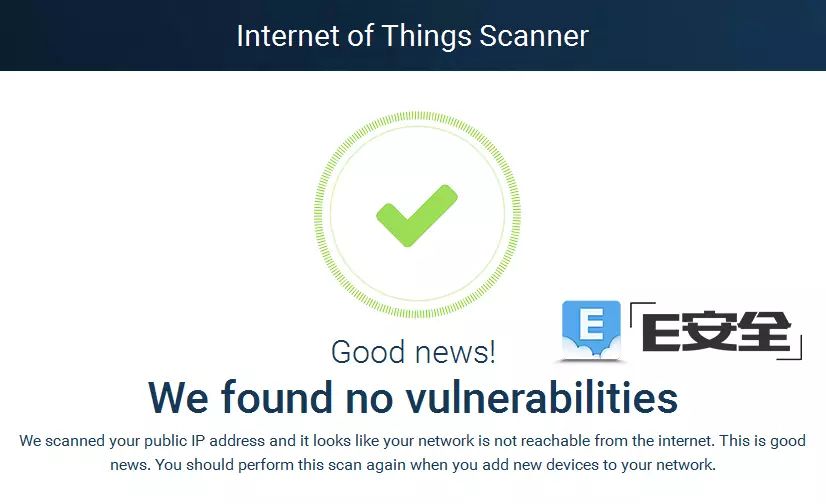 Internet of Things Scanner
E
E安全
Good news!
We found no vulnerabilities
We scanned your public IP address and it looks like your network is not reachable from the internet. This is good
news. You should perform this scan again when you add new devices to your network.